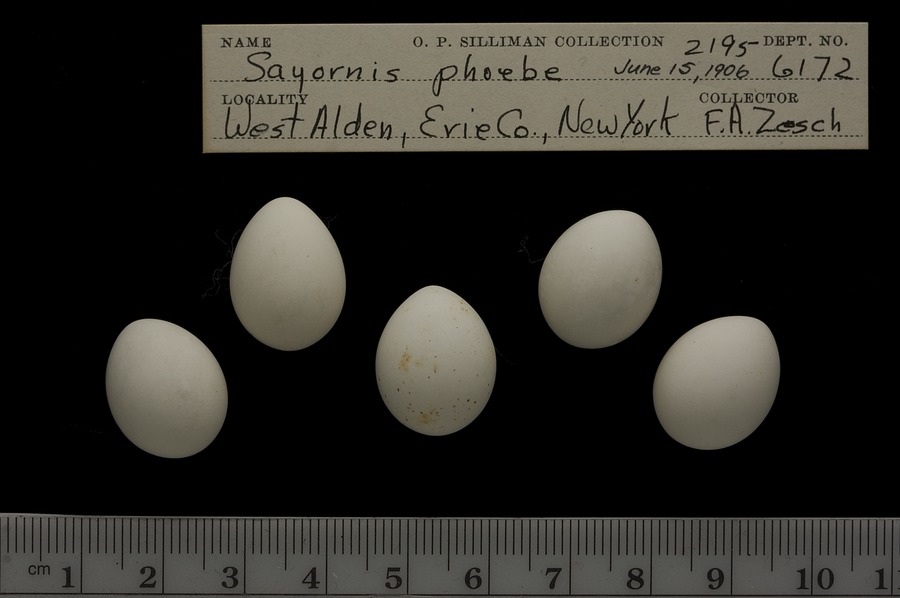 NAME O. P. SILLIMAN COLLECTION 2195 DEPT. NO.
Sayornis phoebe June 15, 1906 6172
LOCALITY COLLECTOR
West Alden, Erie Co., New York F.A. Zesch
cm 1 2 3 4 5 6 7 8 9 10 1